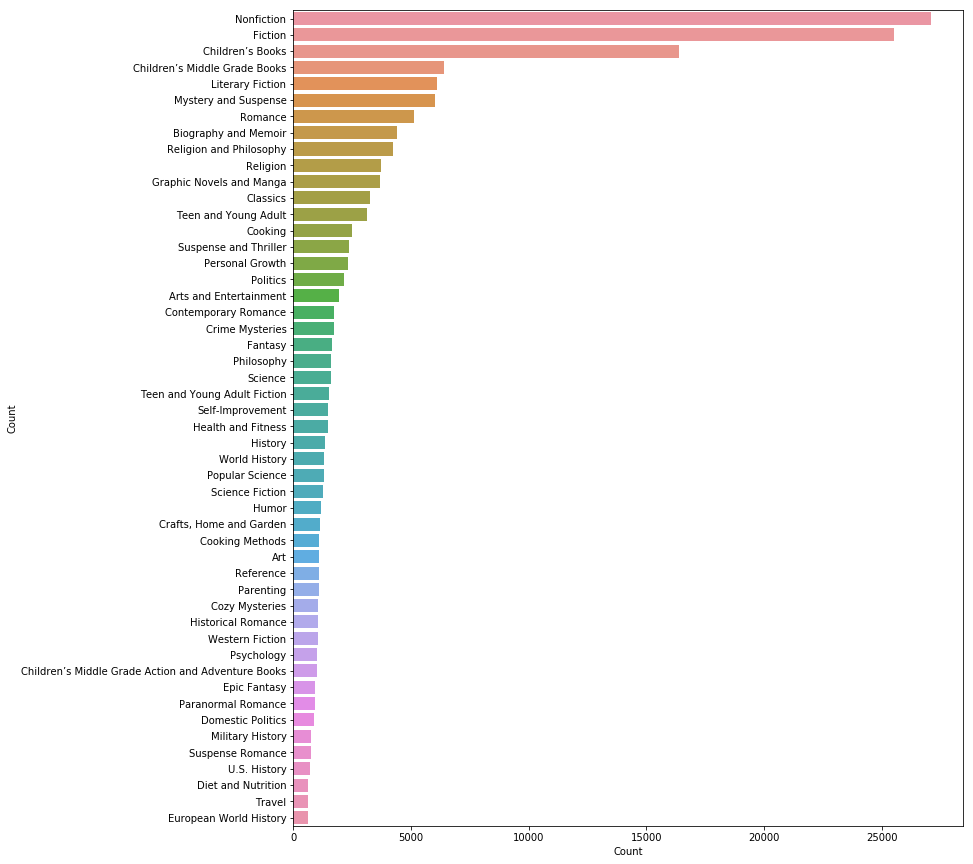 Nonfiction
Fiction
Children’s Books
Children’s Middle Grade Books
Literary Fiction
Mystery and Suspense
Romance
Biography and Memoir
Religion and Philosophy
Religion
Graphic Novels and Manga
Classics
Teen and Young Adult
Cooking
Suspense and Thriller
Personal Growth
Politics
Arts and Entertainment
Contemporary Romance
Crime Mysteries
Fantasy
Philosophy
Science
Teen and Young Adult Fiction
Self-Improvement
Health and Fitness
History
World History
Popular Science
Science Fiction
Humor
Crafts, Home and Garden
Cooking Methods
Art
Reference
Parenting
Cozy Mysteries
Historical Romance
Western Fiction
Psychology
Children’s Middle Grade Action and Adventure Books
Epic Fantasy
Paranormal Romance
Domestic Politics
Military History
Suspense Romance
U.S. History
Diet and Nutrition
Travel
European World History
Count
0 5000 10000 15000 20000 25000
Count